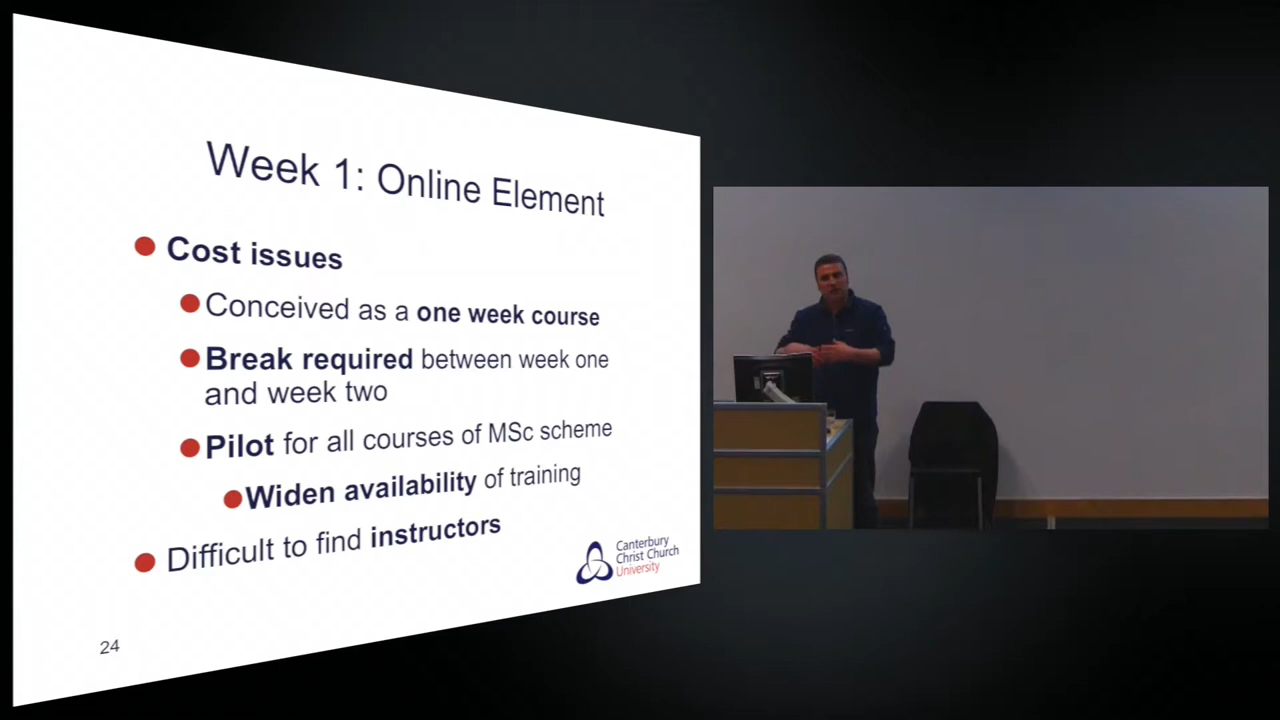 Week 1: Online Element
Cost issues
Conceived as a one week course
Break required between week one
and week two
Pilot for all courses of MSc scheme
Widen availability of training
Difficult to find instructors
Canterbury
Christ Church
University
24